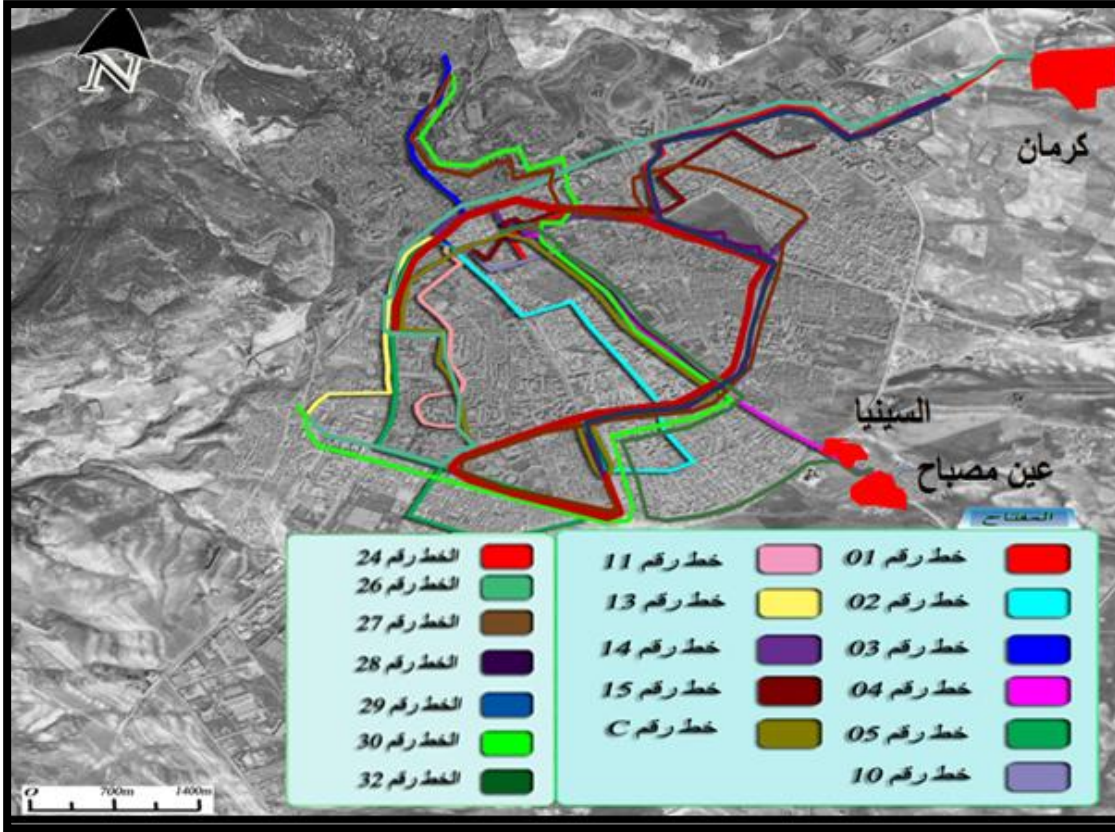 N
كرمان
السينيا
عين مصباح
المفتاح
خط رقم 01
خط رقم 02
خط رقم 03
خط رقم 04
خط رقم 05
خط رقم 10
خط رقم 11
خط رقم 13
خط رقم 14
خط رقم 15
خط رقم C
الخط رقم 24
الخط رقم 26
الخط رقم 27
الخط رقم 28
الخط رقم 29
الخط رقم 30
الخط رقم 32
0 700m 1400m